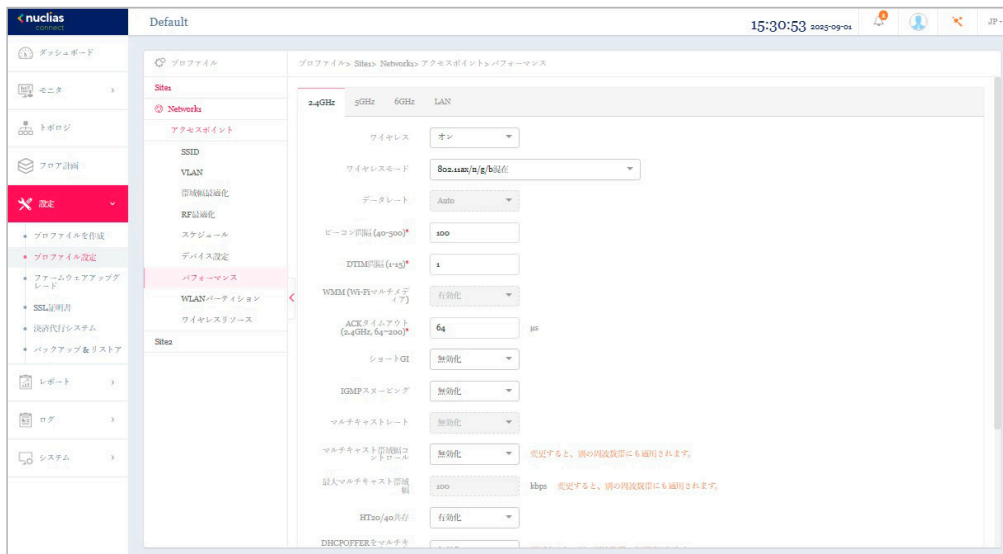 nuclias
connect
Default
15:30:53 2025-09-01
JP
ダッシュボード
モニタ
トポロジ
フロア計画
設定
プロファイルを作成
プロファイル設定
ファームウェアアップグ
レード
SSL証明書
決済代行システム
バックアップ&リストア
レポート
ログ
システム
プロファイル
Site1
Network1
アクセスポイント
SSID
VLAN
帯域幅最適化
RF最適化
スケジュール
デバイス設定
パフォーマンス
WLANパーティション
ワイヤレスリソース
Site2
プロファイル> Site1> Network1> アクセスポイント> パフォーマンス
2.4GHz 5GHz 6GHz LAN
ワイヤレス オン
ワイヤレスモード 802.11ax/n/g/b混在
データレート Auto
ビーコン間隔 (40-500)* 100
DTIM間隔 (1-15)* 1
WMM (Wi-Fiマルチメデ
ィア) 有効化
ACKタイムアウト
(2.4GHz, 64~200)* 64 μs
ショートGI 無効化
IGMPスヌーピング 無効化
マルチキャストレート 無効化
マルチキャスト帯域幅コ
ントロール 無効化 変更すると、別の周波数帯にも適用されます。
最大マルチキャスト帯域
幅 100 kbps 変更すると、別の周波数帯にも適用されます。
HT20/40共存 有効化
DHCPOFFERをマルチキ